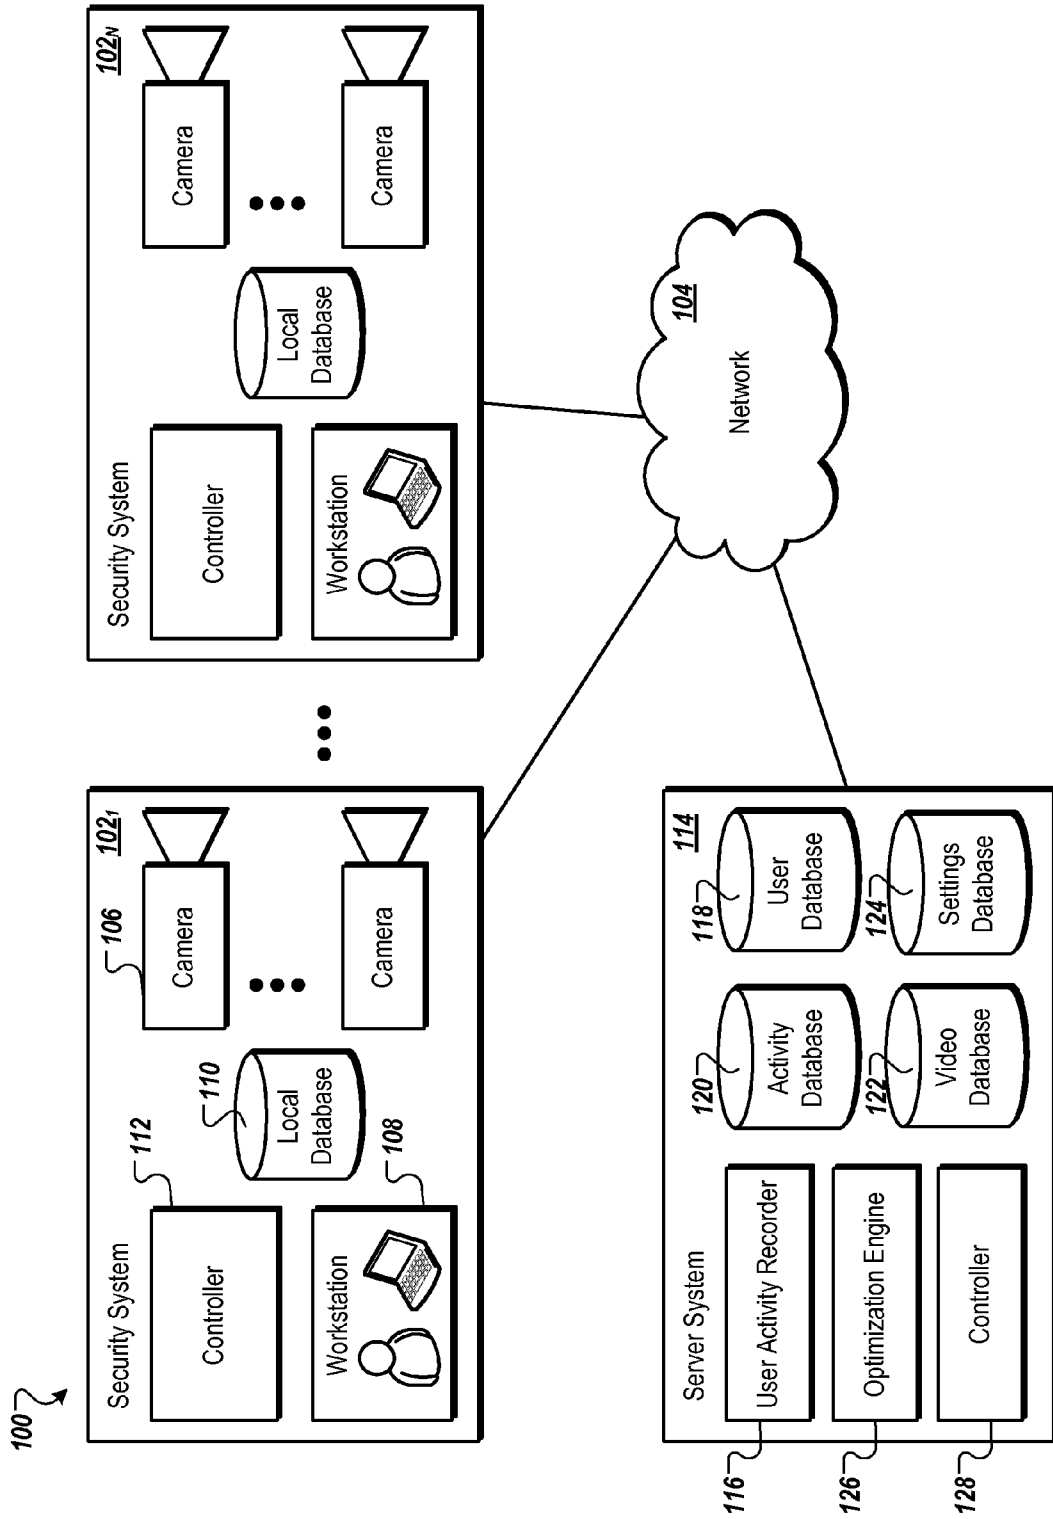 100
Security System
102₁
Controller
112
Local
Database
110
Camera
106
Camera
Workstation
108
Security System
102N
Controller
Local
Database
Camera
Camera
Workstation
Network
104
Server System
114
User Activity Recorder
116
Optimization Engine
126
Controller
128
Activity
Database
120
User
Database
118
Video
Database
122
Settings
Database
124